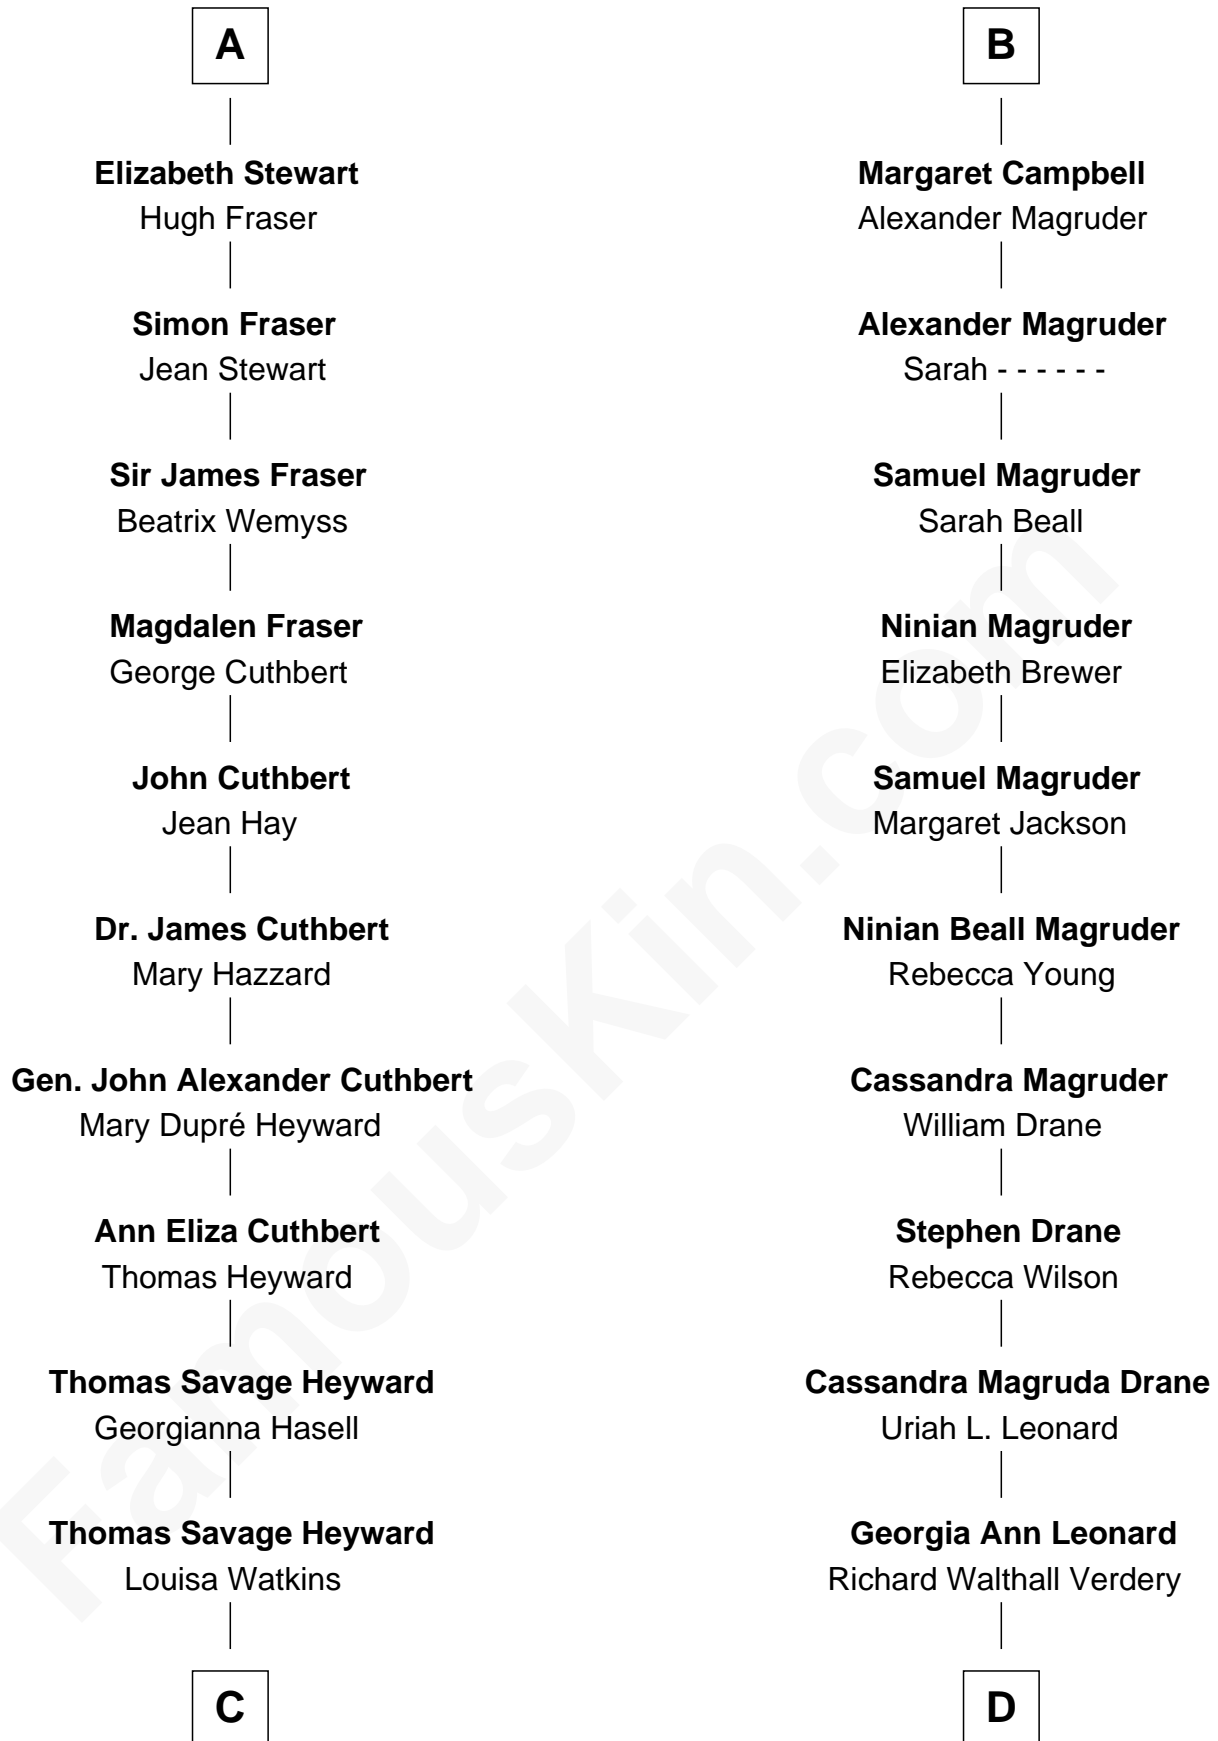 A
Elizabeth Stewart
Hugh Fraser
Simon Fraser
Jean Stewart
Sir James Fraser
Beatrix Wemyss
Magdalen Fraser
George Cuthbert
John Cuthbert
Jean Hay
Dr. James Cuthbert
Mary Hazzard
Gen. John Alexander Cuthbert
Mary Dupré Heyward
Ann Eliza Cuthbert
Thomas Heyward
Thomas Savage Heyward
Georgianna Hasell
Thomas Savage Heyward
Louisa Watkins
C
B
Margaret Campbell
Alexander Magruder
Alexander Magruder
Sarah - - - - - -
Samuel Magruder
Sarah Beall
Ninian Magruder
Elizabeth Brewer
Samuel Magruder
Margaret Jackson
Ninian Beall Magruder
Rebecca Young
Cassandra Magruder
William Drane
Stephen Drane
Rebecca Wilson
Cassandra Magruda Drane
Uriah L. Leonard
Georgia Ann Leonard
Richard Walthall Verdery
D
FamousKin.com